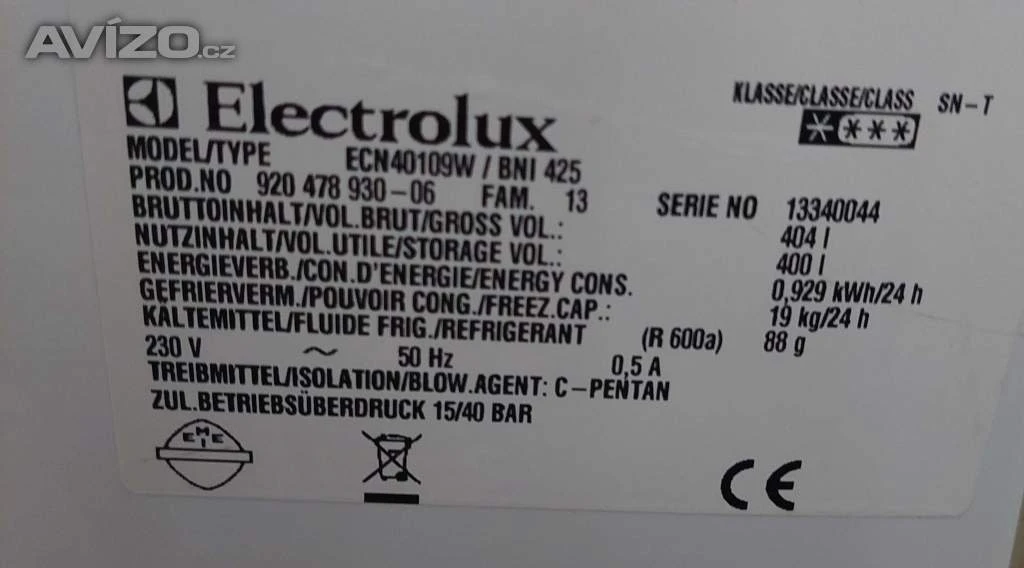 AVÍZO.cz
Electrolux
KLASSE/CLASSE/CLASS SN-T
MODEL/TYPE ECN40109W / BNI 425
PROD.NO 920 478 930-06 FAM. 13 SERIE NO 13340044
BRUTTOINHALT/VOL.BRUT/GROSS VOL.: 404 l
NUTZINHALT/VOL.UTILE/STORAGE VOL.: 400 l
ENERGIEVERB./CON.D'ENERGIE/ENERGY CONS. 0,929 kWh/24 h
GEFRIERVERM./POUVOIR CONG./FREEZ.CAP.: 19 kg/24 h
KÄLTEMITTEL/FLUIDE FRIG./REFRIGERANT (R 600a) 88 g
230 V ~ 50 Hz 0,5 A
TREIBMITTEL/ISOLATION/BLOW.AGENT: C-PENTAN
ZUL.BETRIEBSÜBERDRUCK 15/40 BAR
EMEI
CE